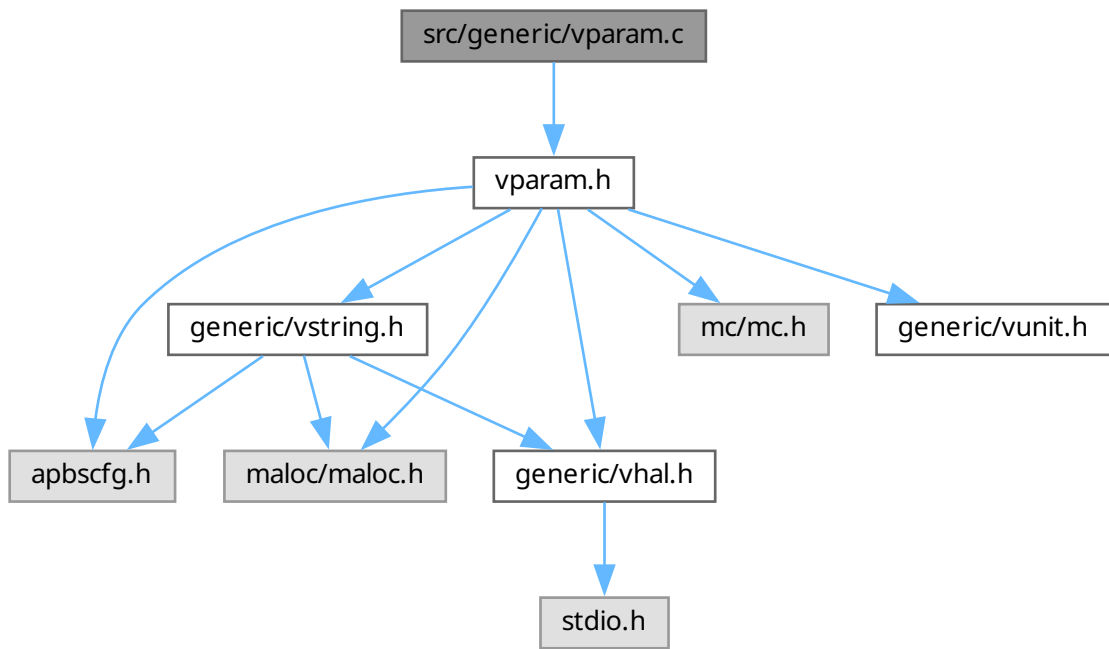 src/generic/vparam.c
vparam.h
generic/vstring.h
mc/mc.h
generic/vunit.h
apbscfg.h
maloc/maloc.h
generic/vhal.h
stdio.h